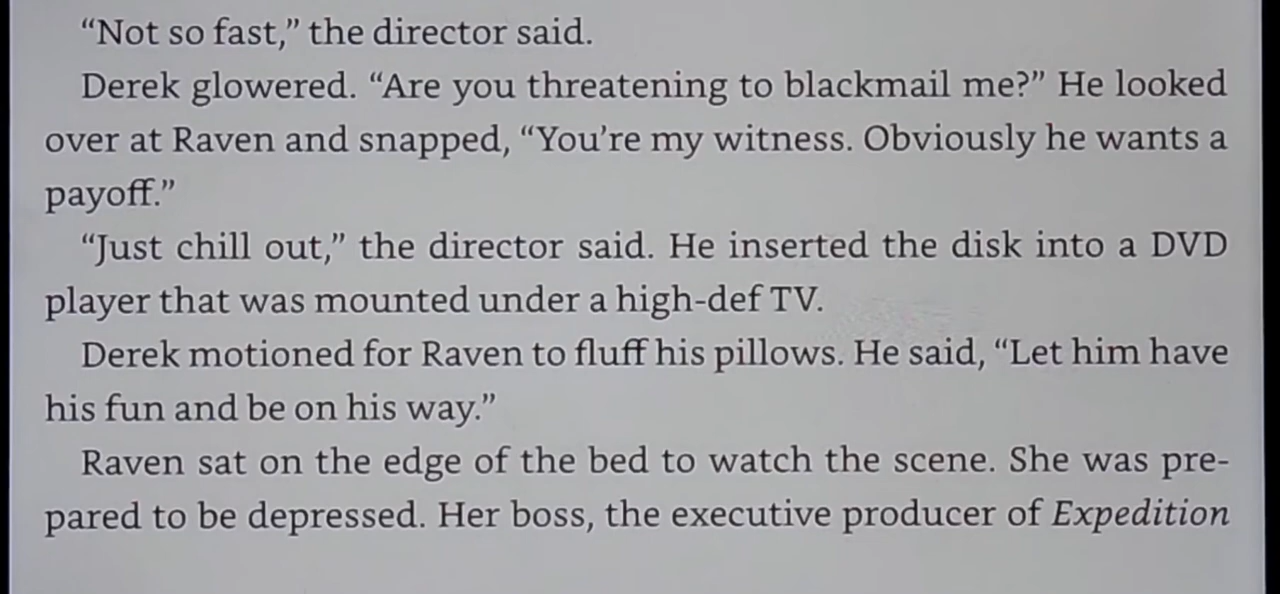 “Not so fast,” the director said.
Derek glowered. “Are you threatening to blackmail me?” He looked
over at Raven and snapped, “You’re my witness. Obviously he wants a
payoff.”
“Just chill out,” the director said. He inserted the disk into a DVD
player that was mounted under a high-def TV.
Derek motioned for Raven to fluff his pillows. He said, “Let him have
his fun and be on his way.”
Raven sat on the edge of the bed to watch the scene. She was pre-
pared to be depressed. Her boss, the executive producer of Expedition